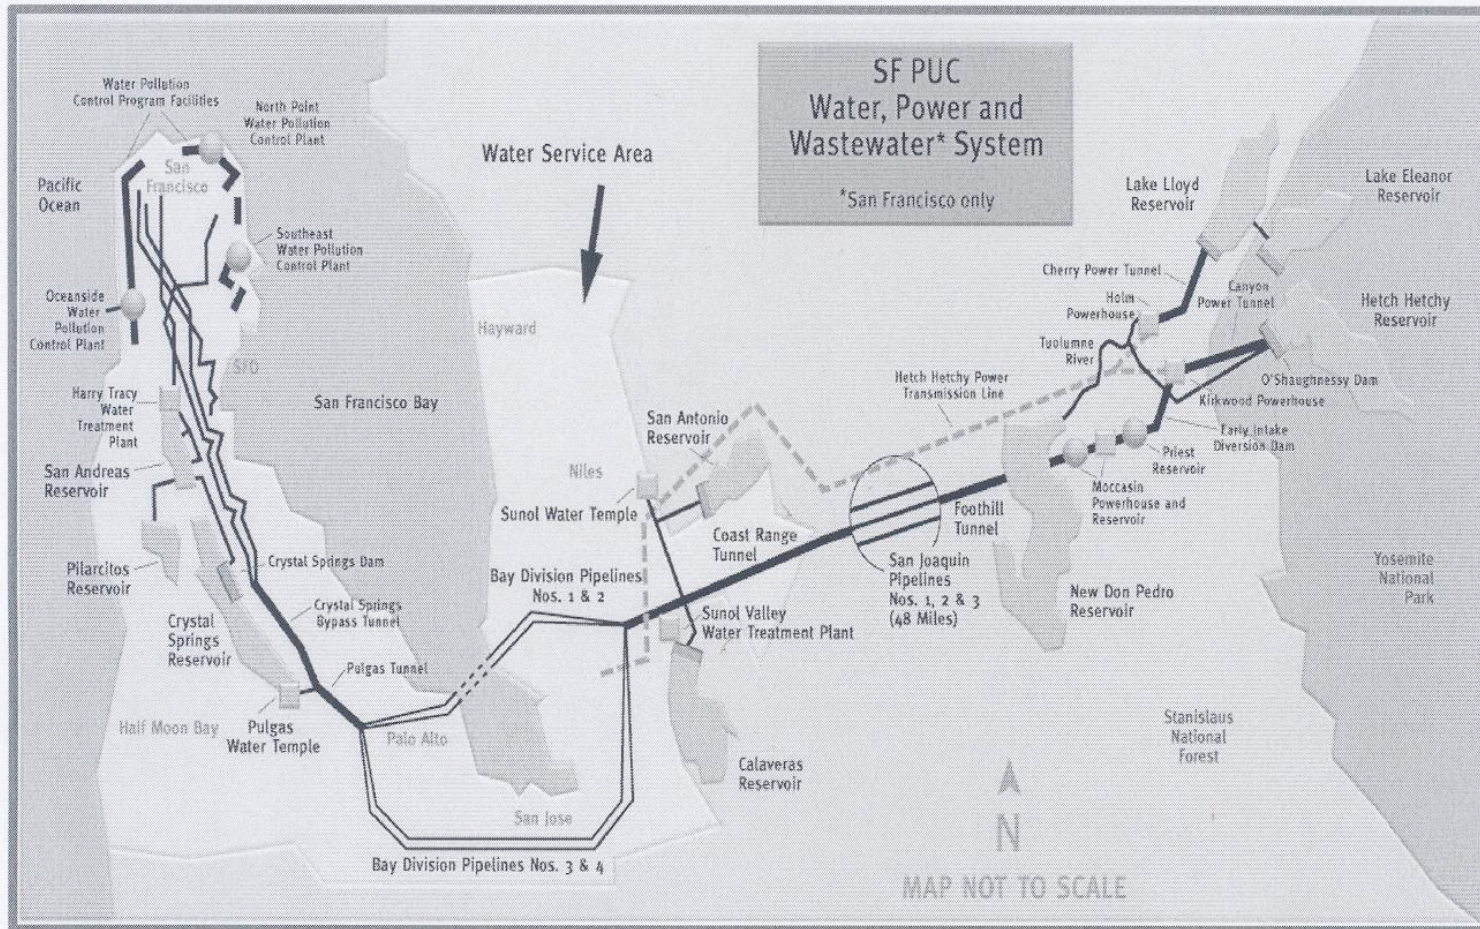 SF PUC
Water, Power and
Wastewater* System
*San Francisco only
Water Pollution
Control Program Facilities
North Point
Water Pollution
Control Plant
San
Francisco
Pacific
Ocean
Southeast
Water Pollution
Control Plant
Oceanside
Water
Pollution
Control Plant
SFO
Harry Tracy
Water
Treatment
Plant
San Andreas
Reservoir
Pilarcitos
Reservoir
Crystal
Springs
Reservoir
Crystal Springs Dam
Crystal Springs
Bypass Tunnel
Pulgas Tunnel
Half Moon Bay
Pulgas
Water Temple
Palo Alto
San Francisco Bay
Water Service Area
Hayward
Niles
San Antonio
Reservoir
Sunol Water Temple
Coast Range
Tunnel
Bay Division Pipelines
Nos. 1 & 2
Sunol Valley
Water Treatment Plant
Calaveras
Reservoir
San Jose
Bay Division Pipelines Nos. 3 & 4
San Joaquin
Pipelines
Nos. 1, 2 & 3
(48 Miles)
Foothill
Tunnel
Hetch Hetchy Power
Transmission Line
Lake Lloyd
Reservoir
Lake Eleanor
Reservoir
Cherry Power Tunnel
Canyon
Power Tunnel
Holm
Powerhouse
Hetch Hetchy
Reservoir
Tuolumne
River
O'Shaughnessy Dam
Kirkwood Powerhouse
Early Intake
Diversion Dam
Priest
Reservoir
Moccasin
Powerhouse and
Reservoir
New Don Pedro
Reservoir
Yosemite
National
Park
Stanislaus
National
Forest
N
MAP NOT TO SCALE